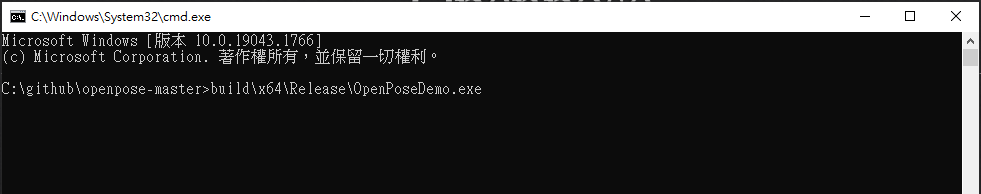 C:\Windows\System32\cmd.exe
Microsoft Windows [版本 10.0.19043.1766]
(c) Microsoft Corporation. 著作權所有，並保留一切權利。
C:\github\openpose-master>build\x64\Release\OpenPoseDemo.exe